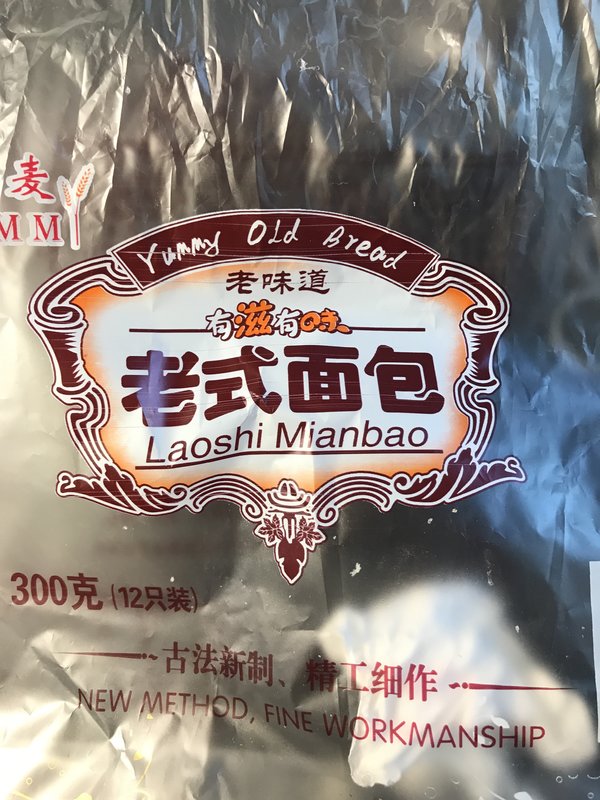 麦
MM
Yummy Old Bread
老味道
有滋有味
老式面包
Laoshi Mianbao
300克 (12只装)
古法新制、精工细作
NEW METHOD, FINE WORKMANSHIP